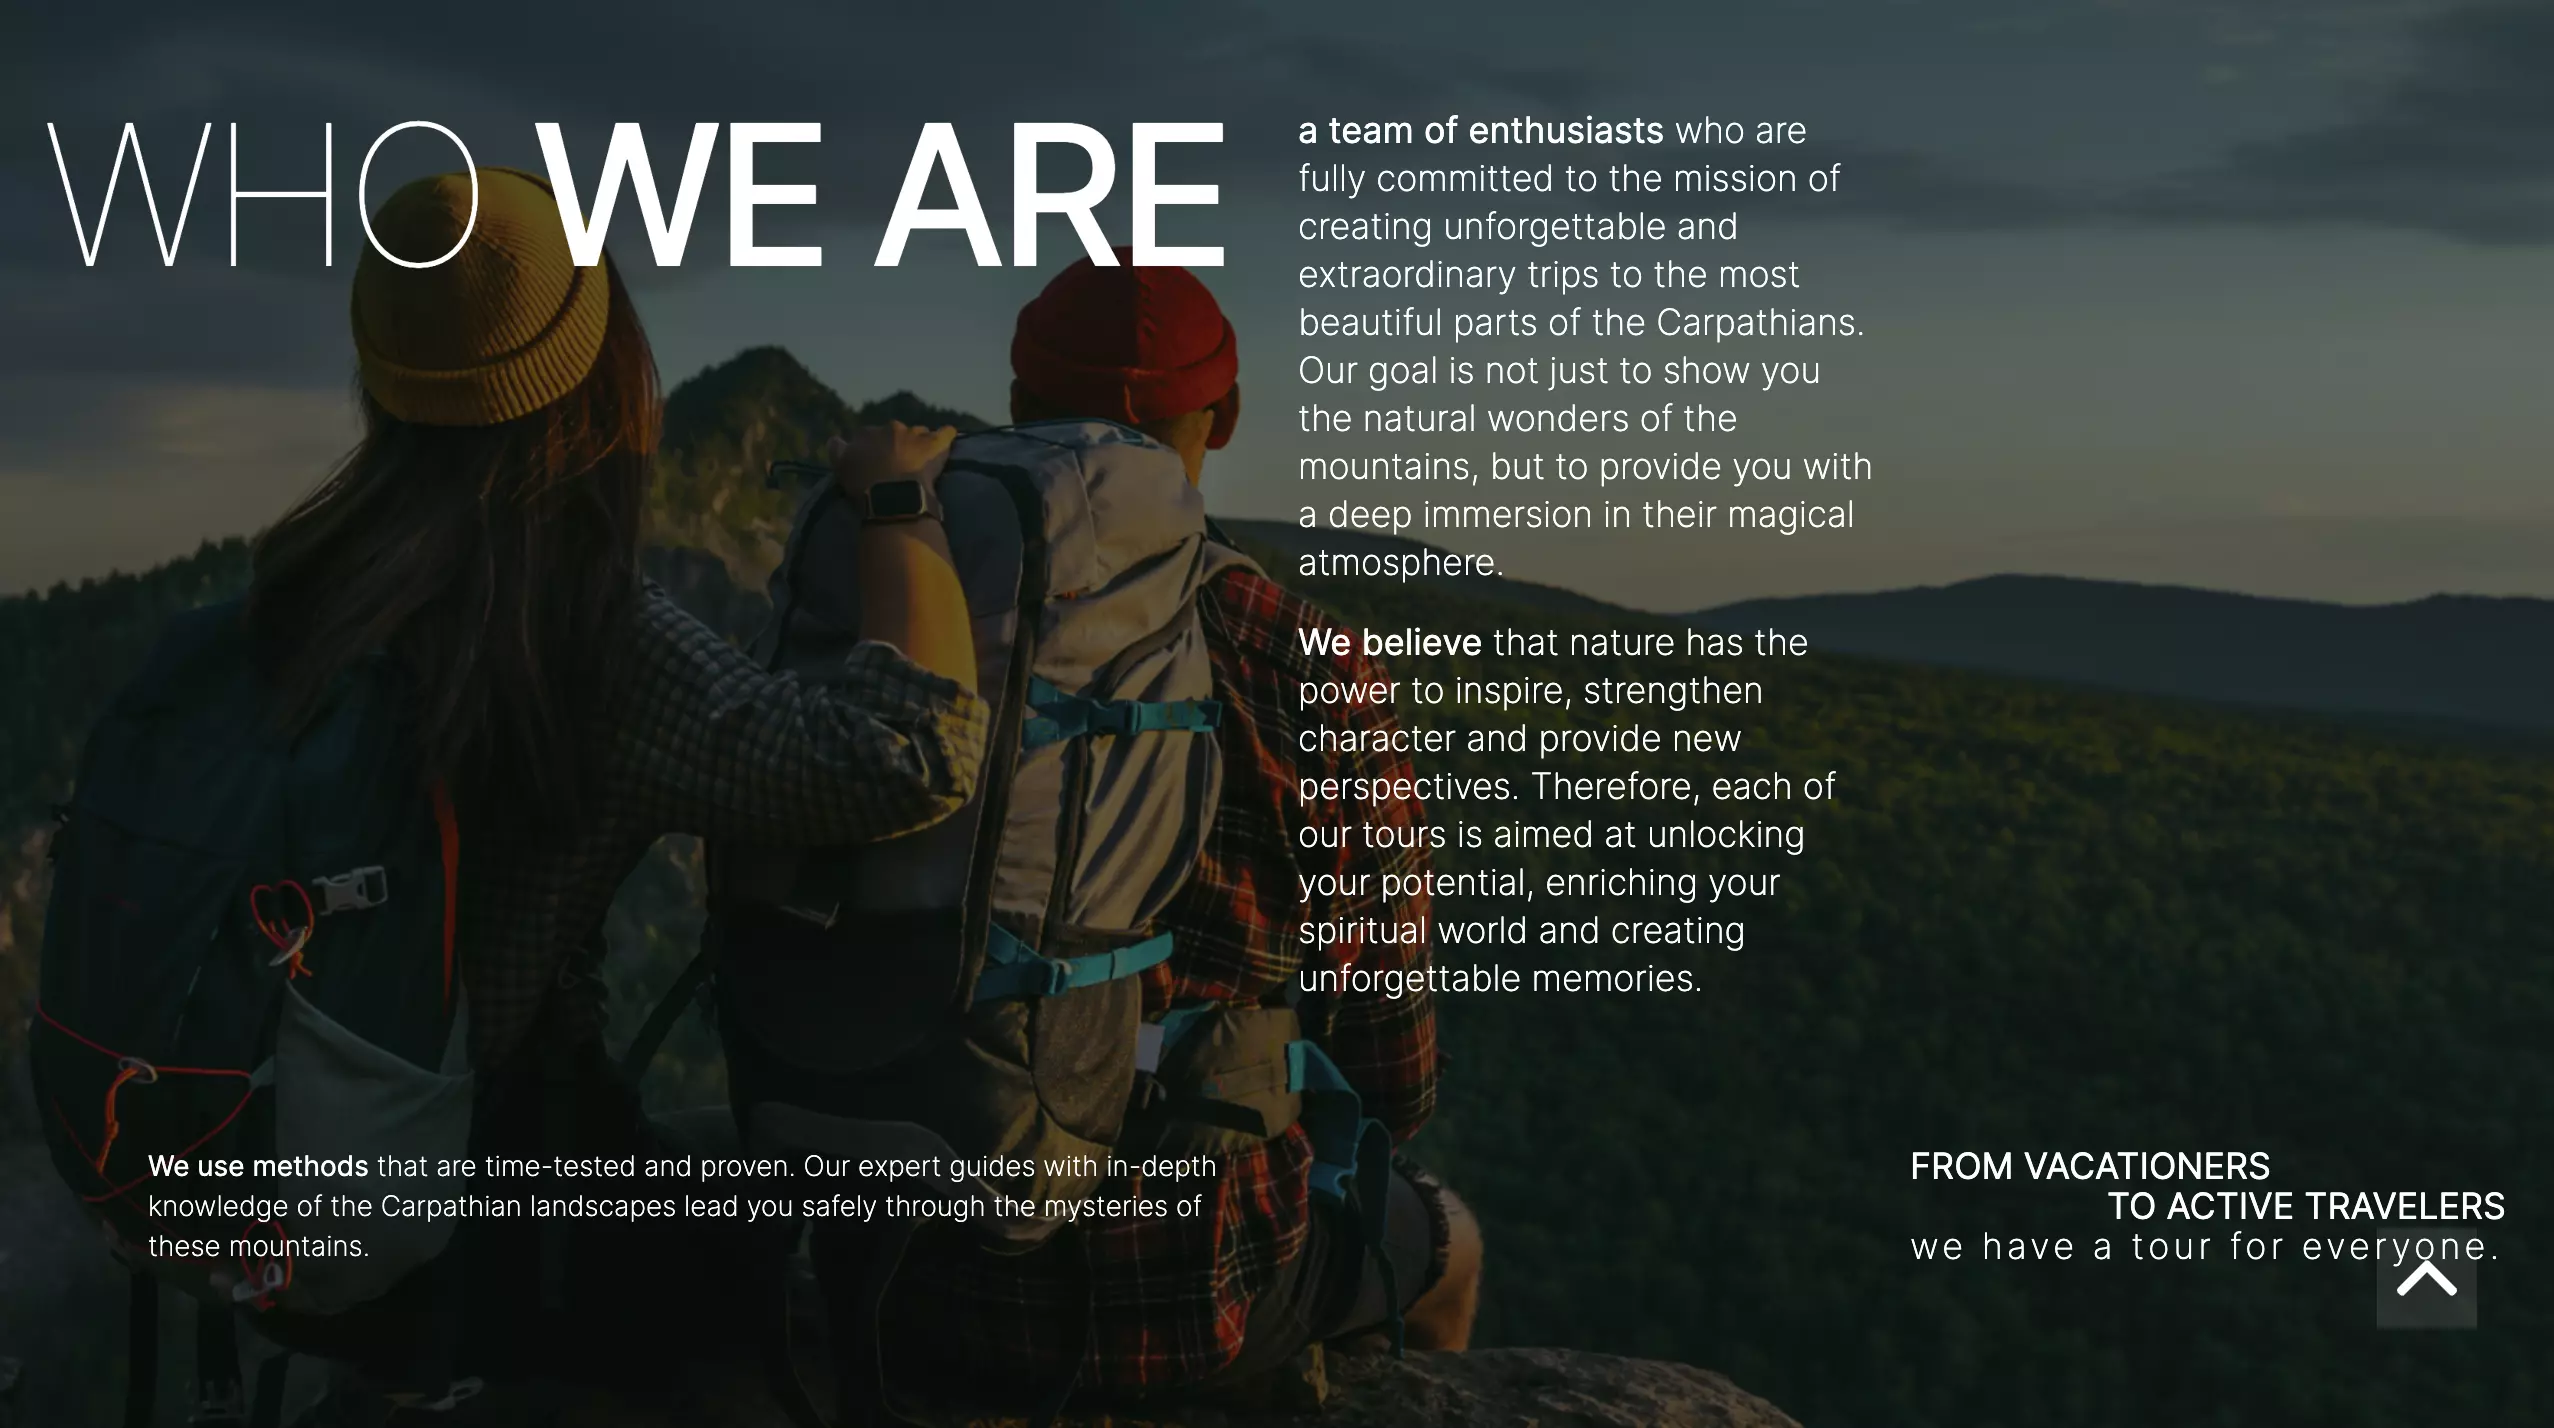 WHO WE ARE
a team of enthusiasts who are
fully committed to the mission of
creating unforgettable and
extraordinary trips to the most
beautiful parts of the Carpathians.
Our goal is not just to show you
the natural wonders of the
mountains, but to provide you with
a deep immersion in their magical
atmosphere.
We believe that nature has the
power to inspire, strengthen
character and provide new
perspectives. Therefore, each of
our tours is aimed at unlocking
your potential, enriching your
spiritual world and creating
unforgettable memories.
We use methods that are time-tested and proven. Our expert guides with in-depth
knowledge of the Carpathian landscapes lead you safely through the mysteries of
these mountains.
FROM VACATIONERS
TO ACTIVE TRAVELERS
we have a tour for everyone.